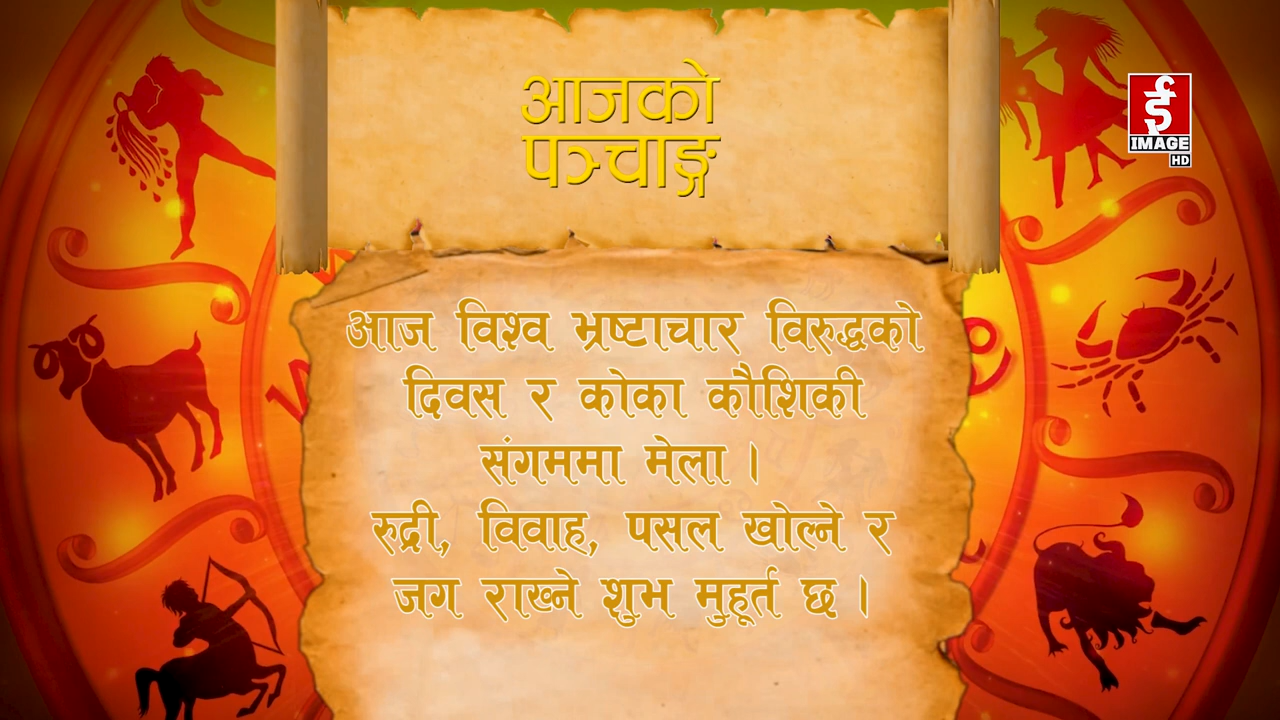 आजको
पञ्चाङ्ग
ई
IMAGE
HD
आज विश्व भ्रष्टाचार विरुद्धको
दिवस र कोका कौशिकी
संगममा मेला ।
रुद्री, विवाह, पसल खोल्ने र
जग राख्ने शुभ मुहूर्त छ ।